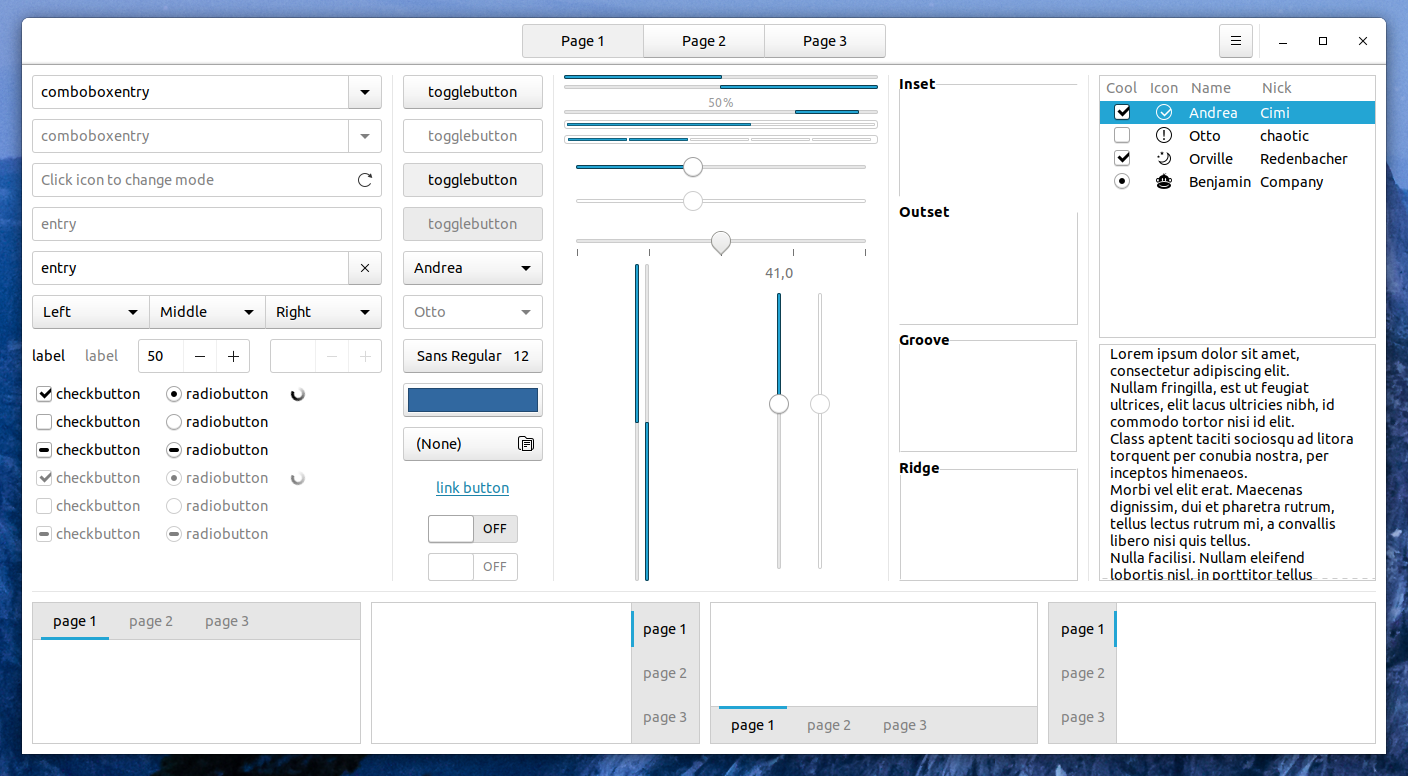 Page 1
Page 2
Page 3
comboboxentry
comboboxentry
Click icon to change mode
entry
entry
Left
Middle
Right
label
label
50
checkbutton
radiobutton
checkbutton
radiobutton
checkbutton
radiobutton
checkbutton
radiobutton
checkbutton
radiobutton
checkbutton
radiobutton
togglebutton
togglebutton
togglebutton
togglebutton
Andrea
Otto
Sans Regular 12
(None)
link button
OFF
OFF
50%
41,0
Inset
Outset
Groove
Ridge
Cool Icon Name Nick
Andrea Cimi
Otto chaotic
Orville Redenbacher
Benjamin Company
Lorem ipsum dolor sit amet,
consectetur adipiscing elit.
Nullam fringilla, est ut feugiat
ultrices, elit lacus ultricies nibh, id
commodo tortor nisi id elit.
Class aptent taciti sociosqu ad litora
torquent per conubia nostra, per
inceptos himenaeos.
Morbi vel elit erat. Maecenas
dignissim, dui et pharetra rutrum,
tellus lectus rutrum mi, a convallis
libero nisi quis tellus.
Nulla facilisi. Nullam eleifend
lobortis nisl, in porttitor tellus
page 1
page 2
page 3
page 1
page 2
page 3
page 1
page 2
page 3
page 1
page 2
page 3